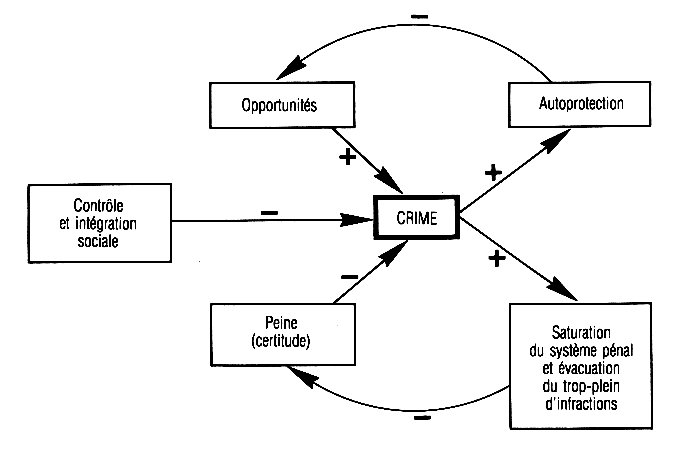 −
Opportunités
Autoprotection
+
+
Contrôle
et intégration
sociale
−
CRIME
−
+
Peine
(certitude)
Saturation
du système pénal
et évacuation
du trop-plein
d'infractions
−